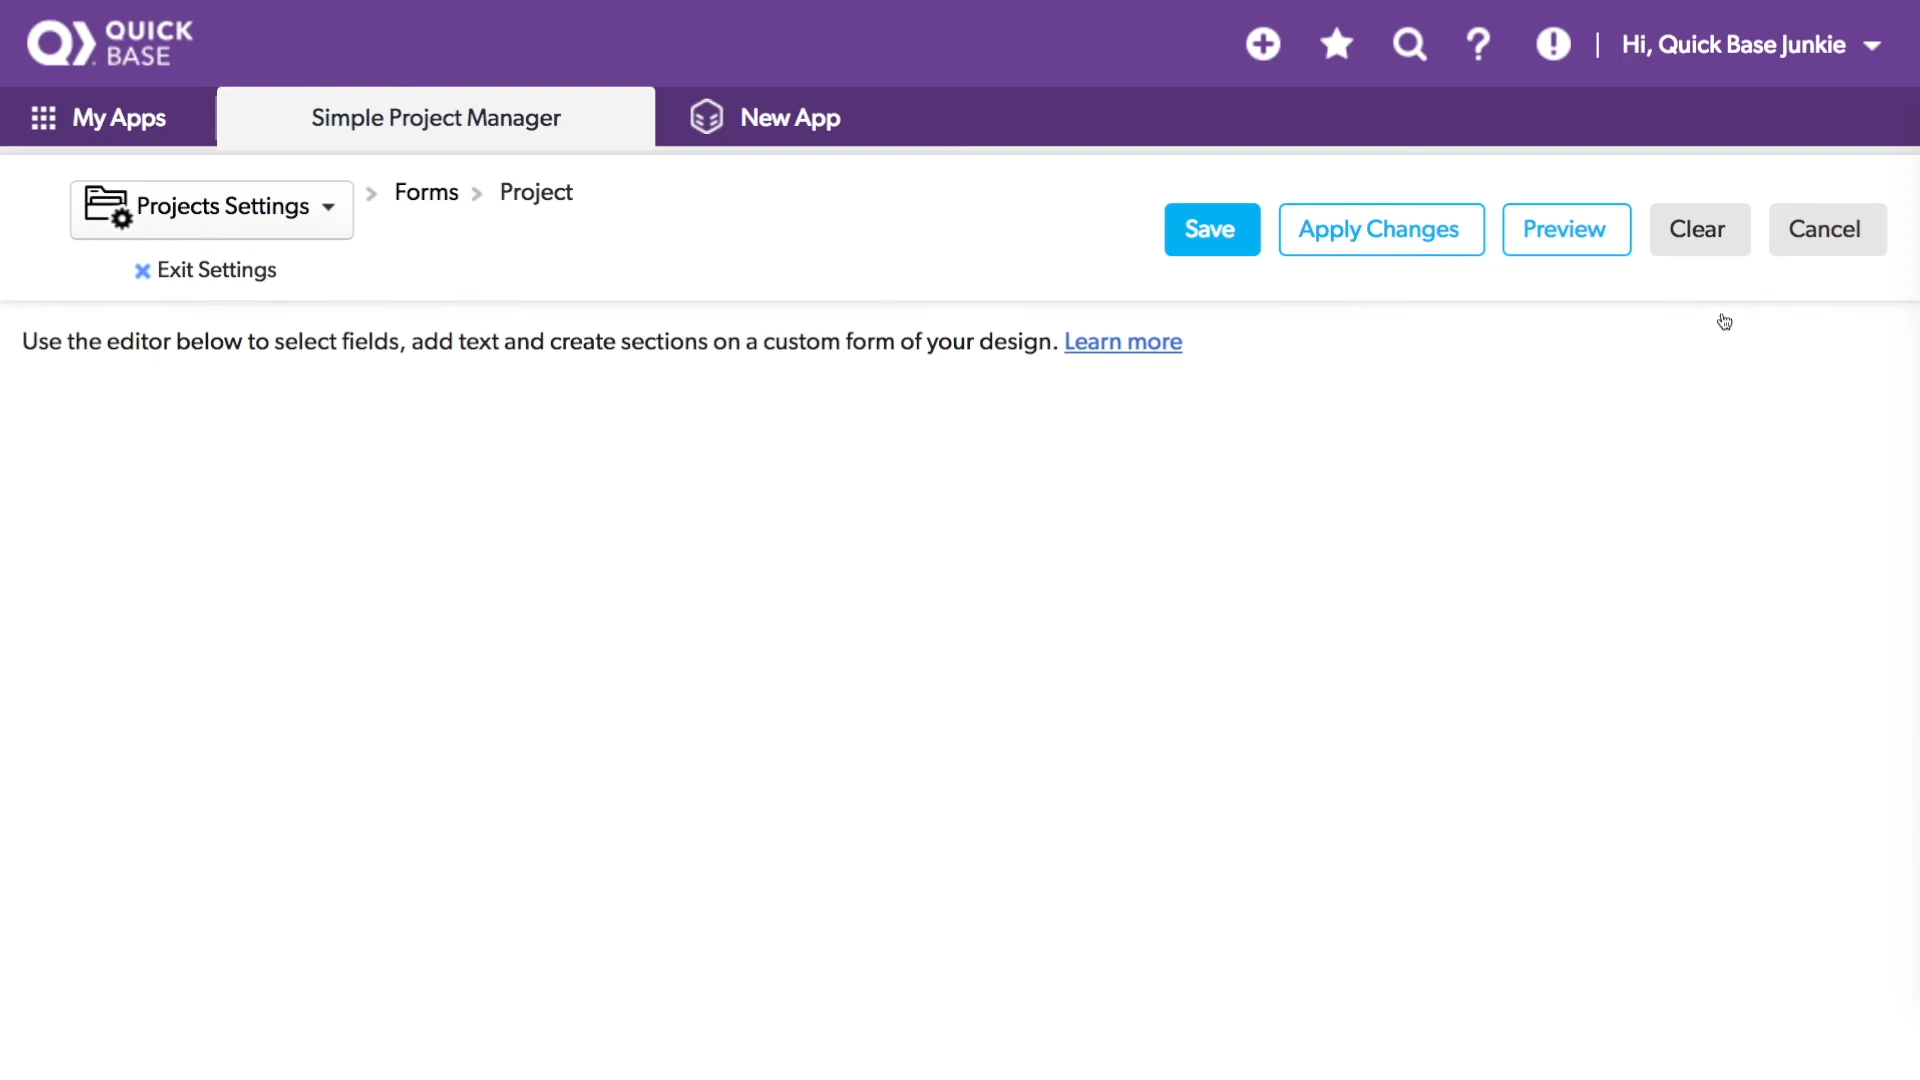 QUICK
BASE
Hi, Quick Base Junkie
My Apps
Simple Project Manager
New App
Projects Settings
Forms
Project
Save
Apply Changes
Preview
Clear
Cancel
Exit Settings
Use the editor below to select fields, add text and create sections on a custom form of your design. Learn more